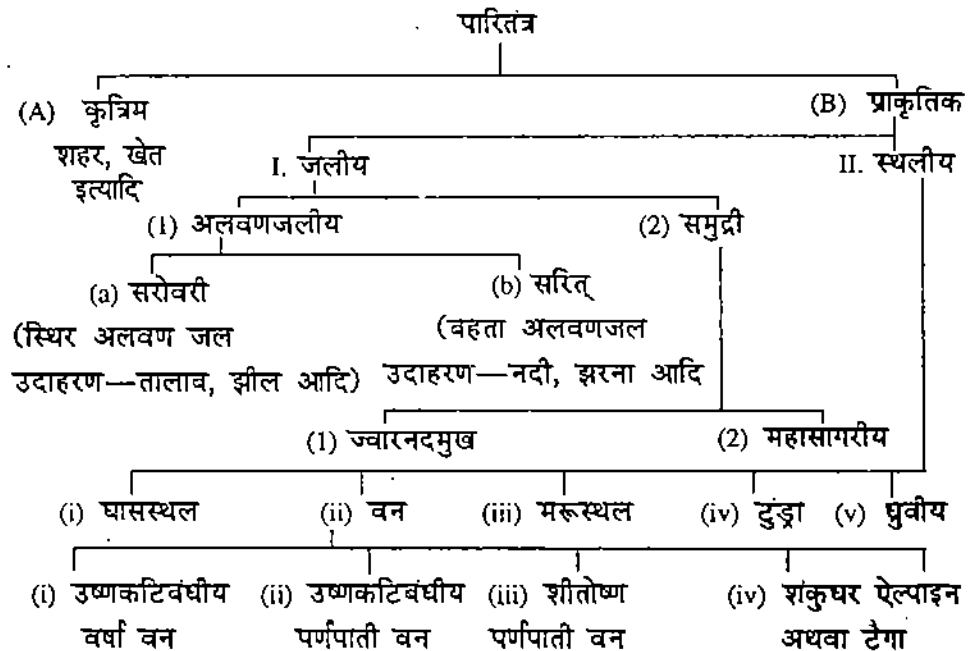 पारितंत्र
(A) कृत्रिम
शहर, खेत
इत्यादि
(B) प्राकृतिक
I. जलीय
II. स्थलीय
(1) अलवणजलीय
(2) समुद्री
(a) सरोवरी
(स्थिर अलवण जल
उदाहरण—तालाव, झील आदि)
(b) सरित्
(वहता अलवणजल
उदाहरण—नदी, झरना आदि
(1) ज्वारनदमुख
(2) महासागरीय
(i) घासस्थल
(ii) वन
(iii) मरूस्थल
(iv) टुंड्रा
(v) ध्रुवीय
(i) उष्णकटिवंधीय
वर्षा वन
(ii) उष्णकटिबंधीय
पर्णपाती वन
(iii) शीतोष्ण
पर्णपाती वन
(iv) शंकुधर ऐल्पाइन
अथवा टैगा